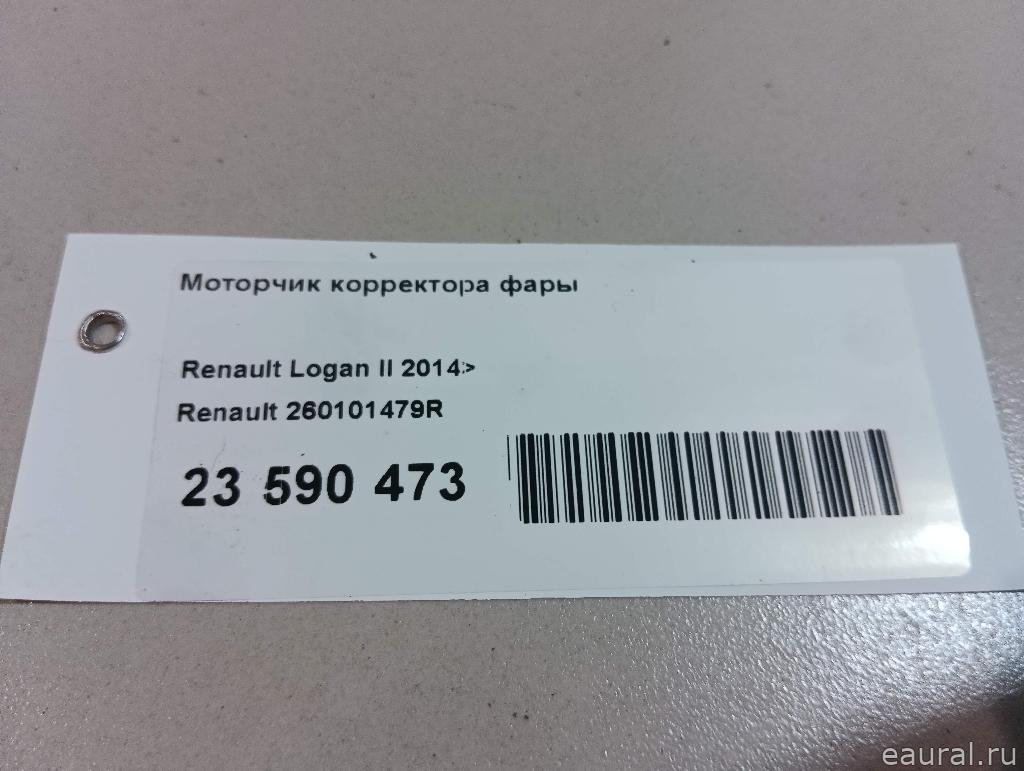 Моторчик корректора фары
Renault Logan II 2014>
Renault 260101479R
23 590 473
eaural.ru